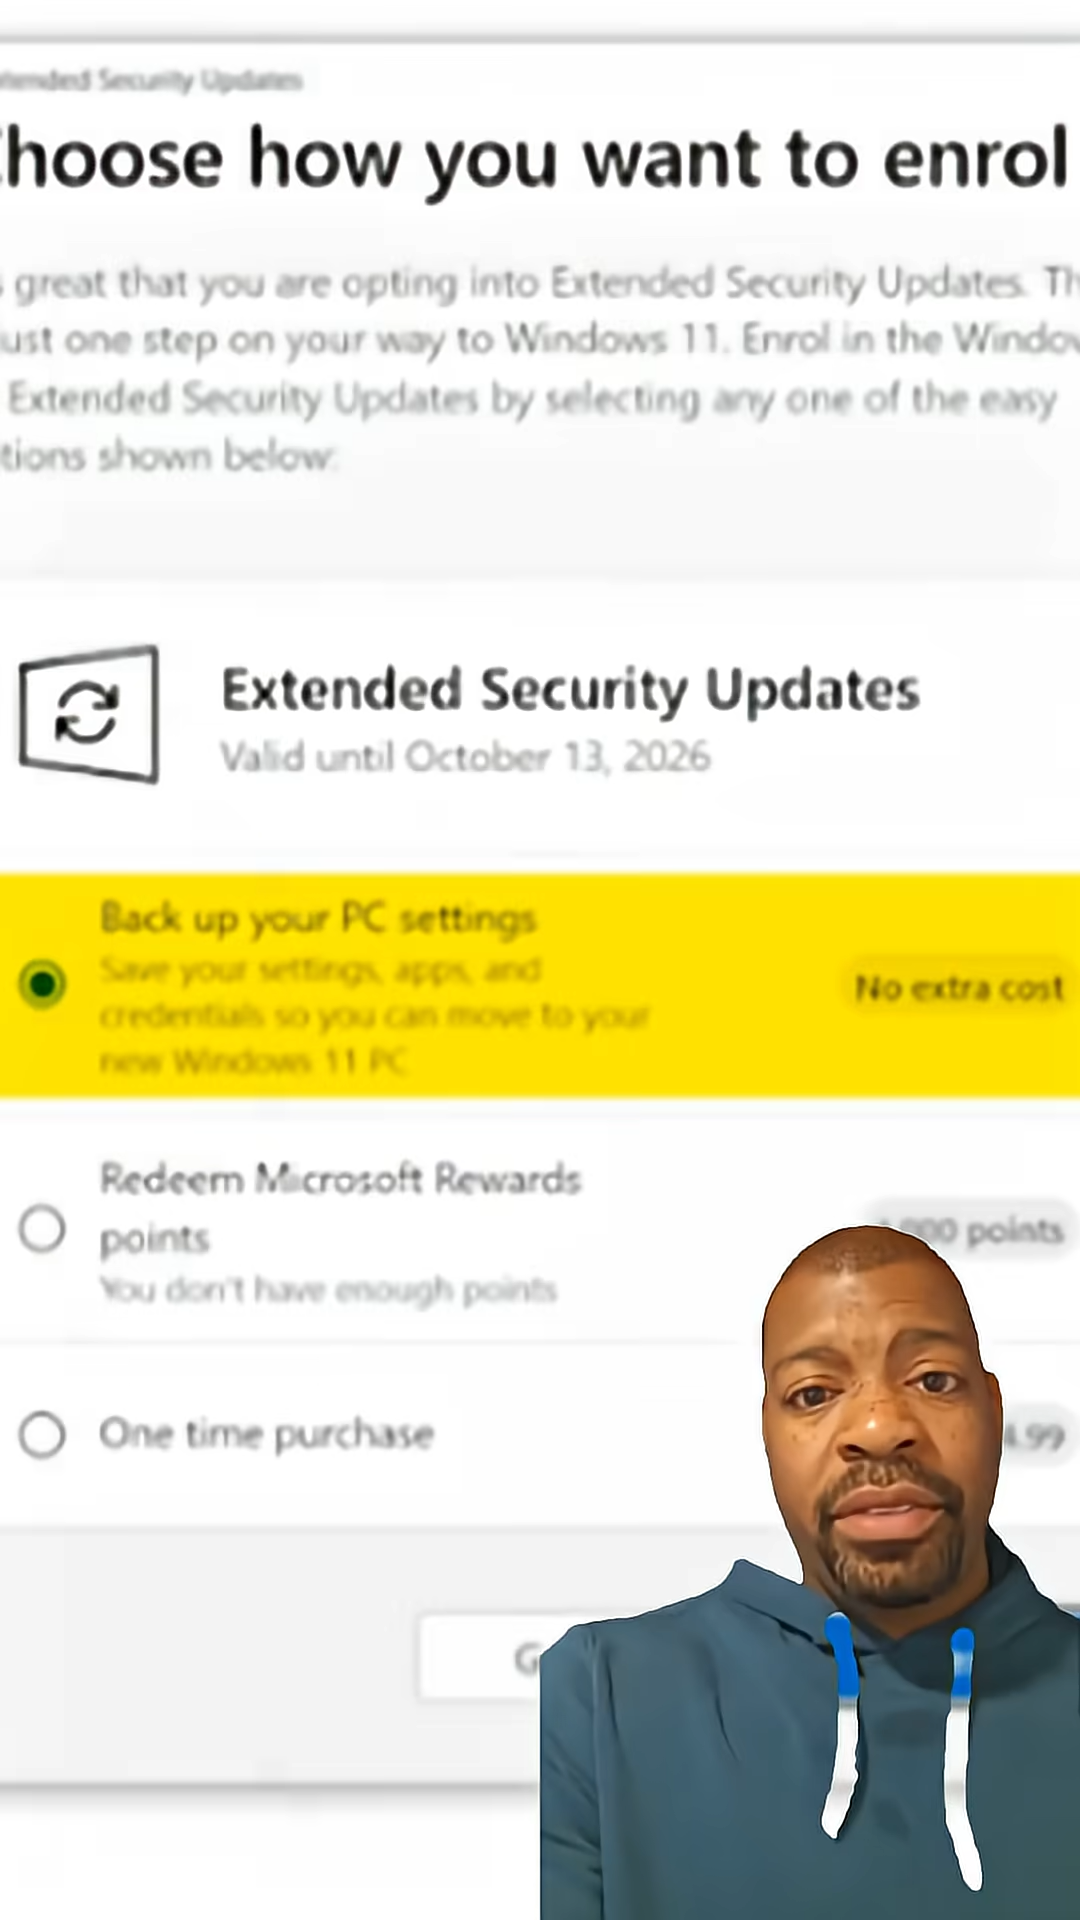 Extended Security Updates
Choose how you want to enrol
great that you are opting into Extended Security Updates.
just one step on your way to Windows 11. Enrol in the
Extended Security Updates by selecting any one of the easy
shown below:
Extended Security Updates
Valid until October 13, 2026
Back up your PC settings
Save your settings, apps, and
credentials so you can move to your
new Windows 11 PC
No extra cost
Redeem Microsoft Rewards
points
points
You don't have enough points
One time purchase